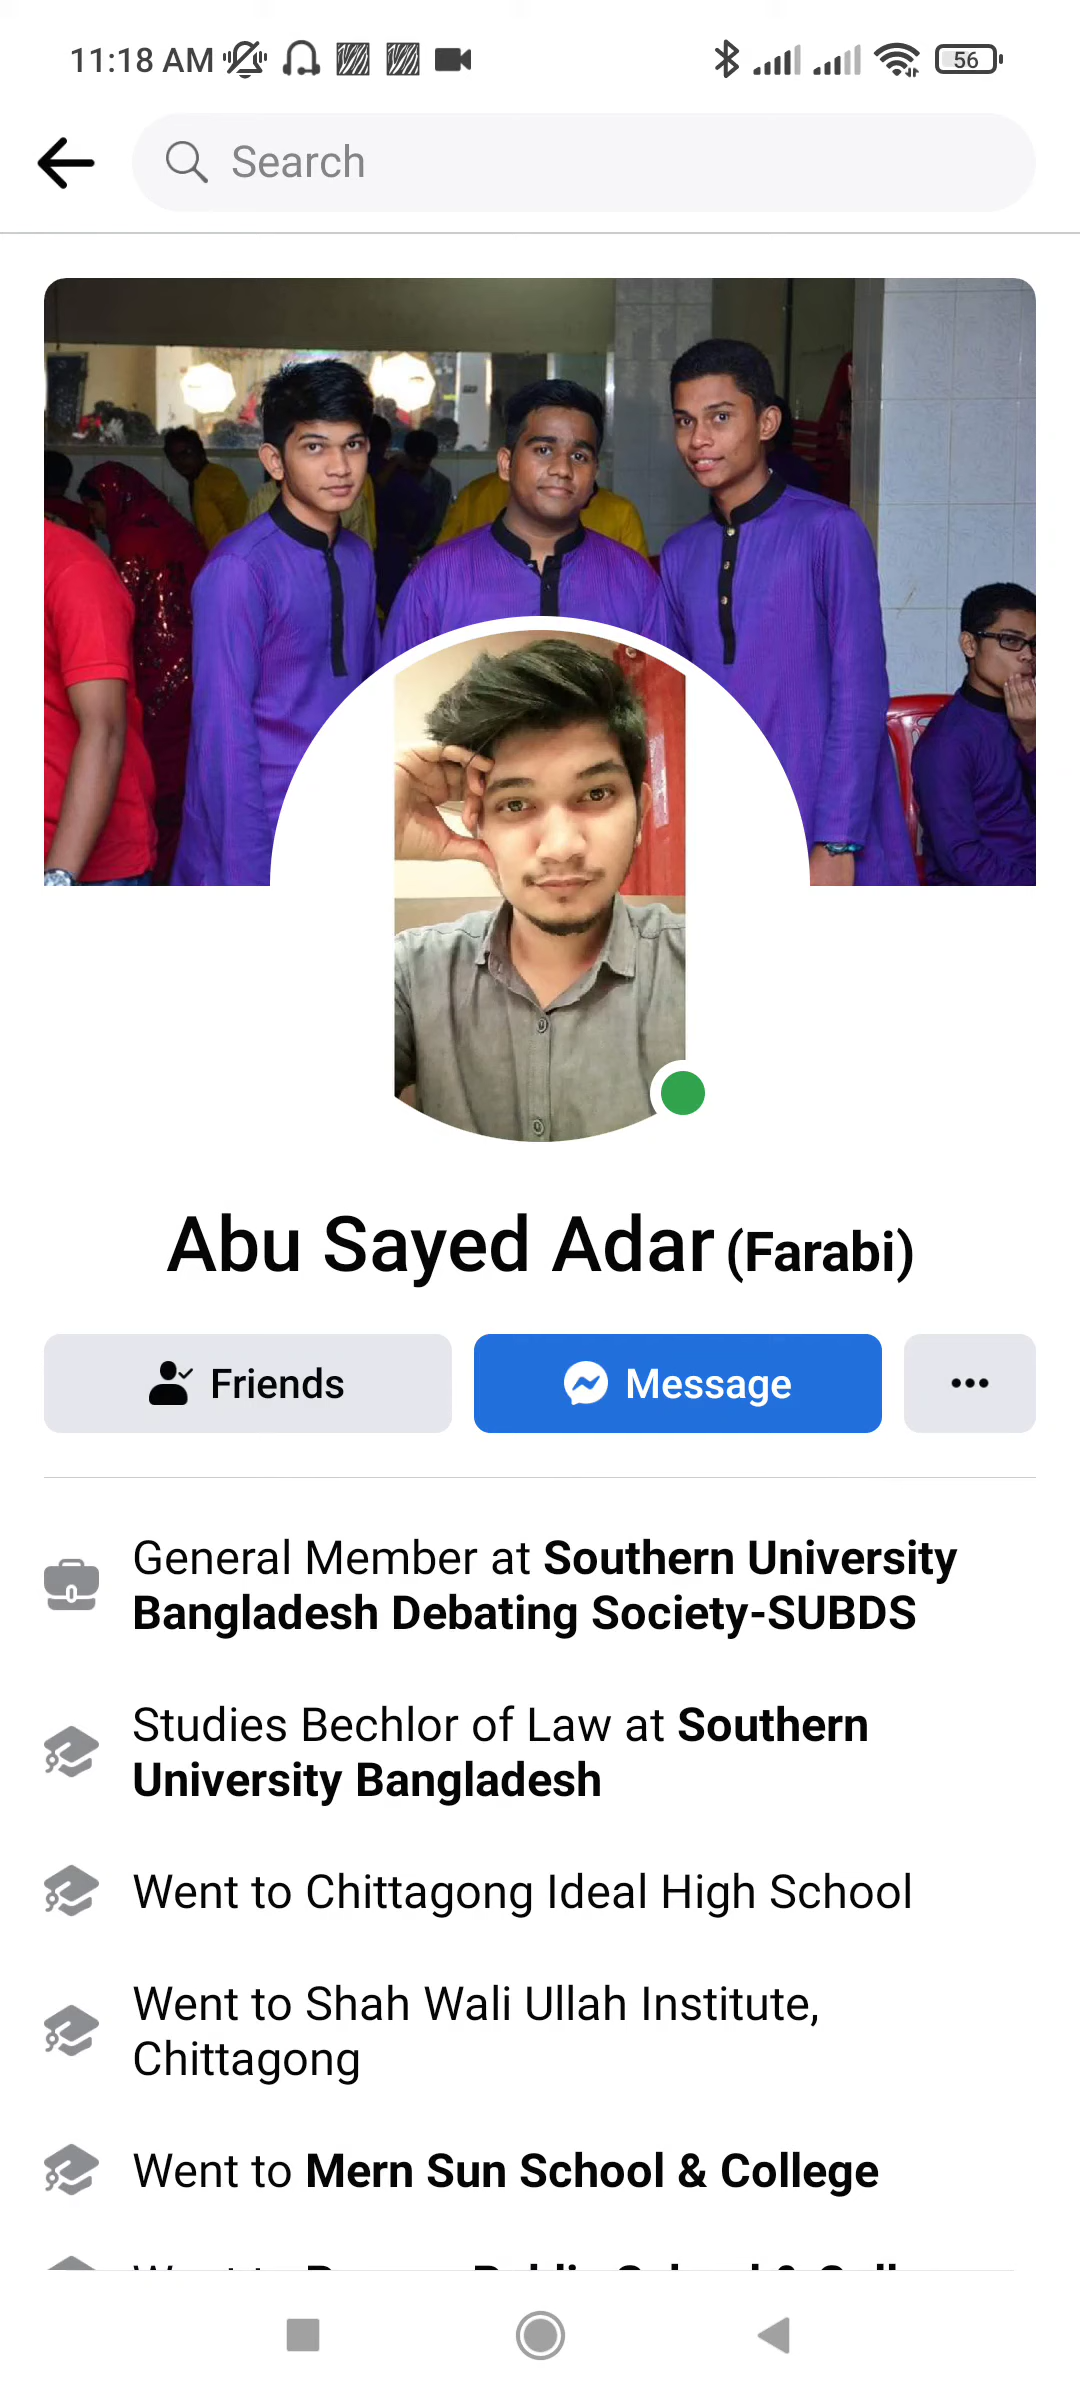 11:18 AM
56
Search
Abu Sayed Adar (Farabi)
Friends
Message
General Member at Southern University
Bangladesh Debating Society-SUBDS
Studies Bechlor of Law at Southern
University Bangladesh
Went to Chittagong Ideal High School
Went to Shah Wali Ullah Institute,
Chittagong
Went to Mern Sun School & College